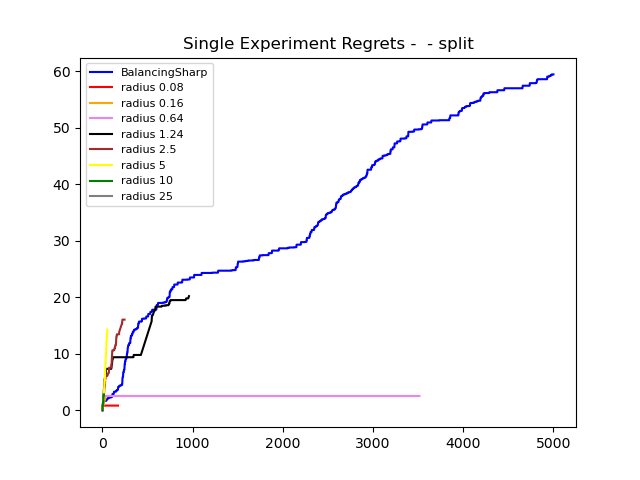 Single Experiment Regrets -  - split
BalancingSharp
radius 0.08
radius 0.16
radius 0.64
radius 1.24
radius 2.5
radius 5
radius 10
radius 25
60
50
40
30
20
10
0
0 1000 2000 3000 4000 5000